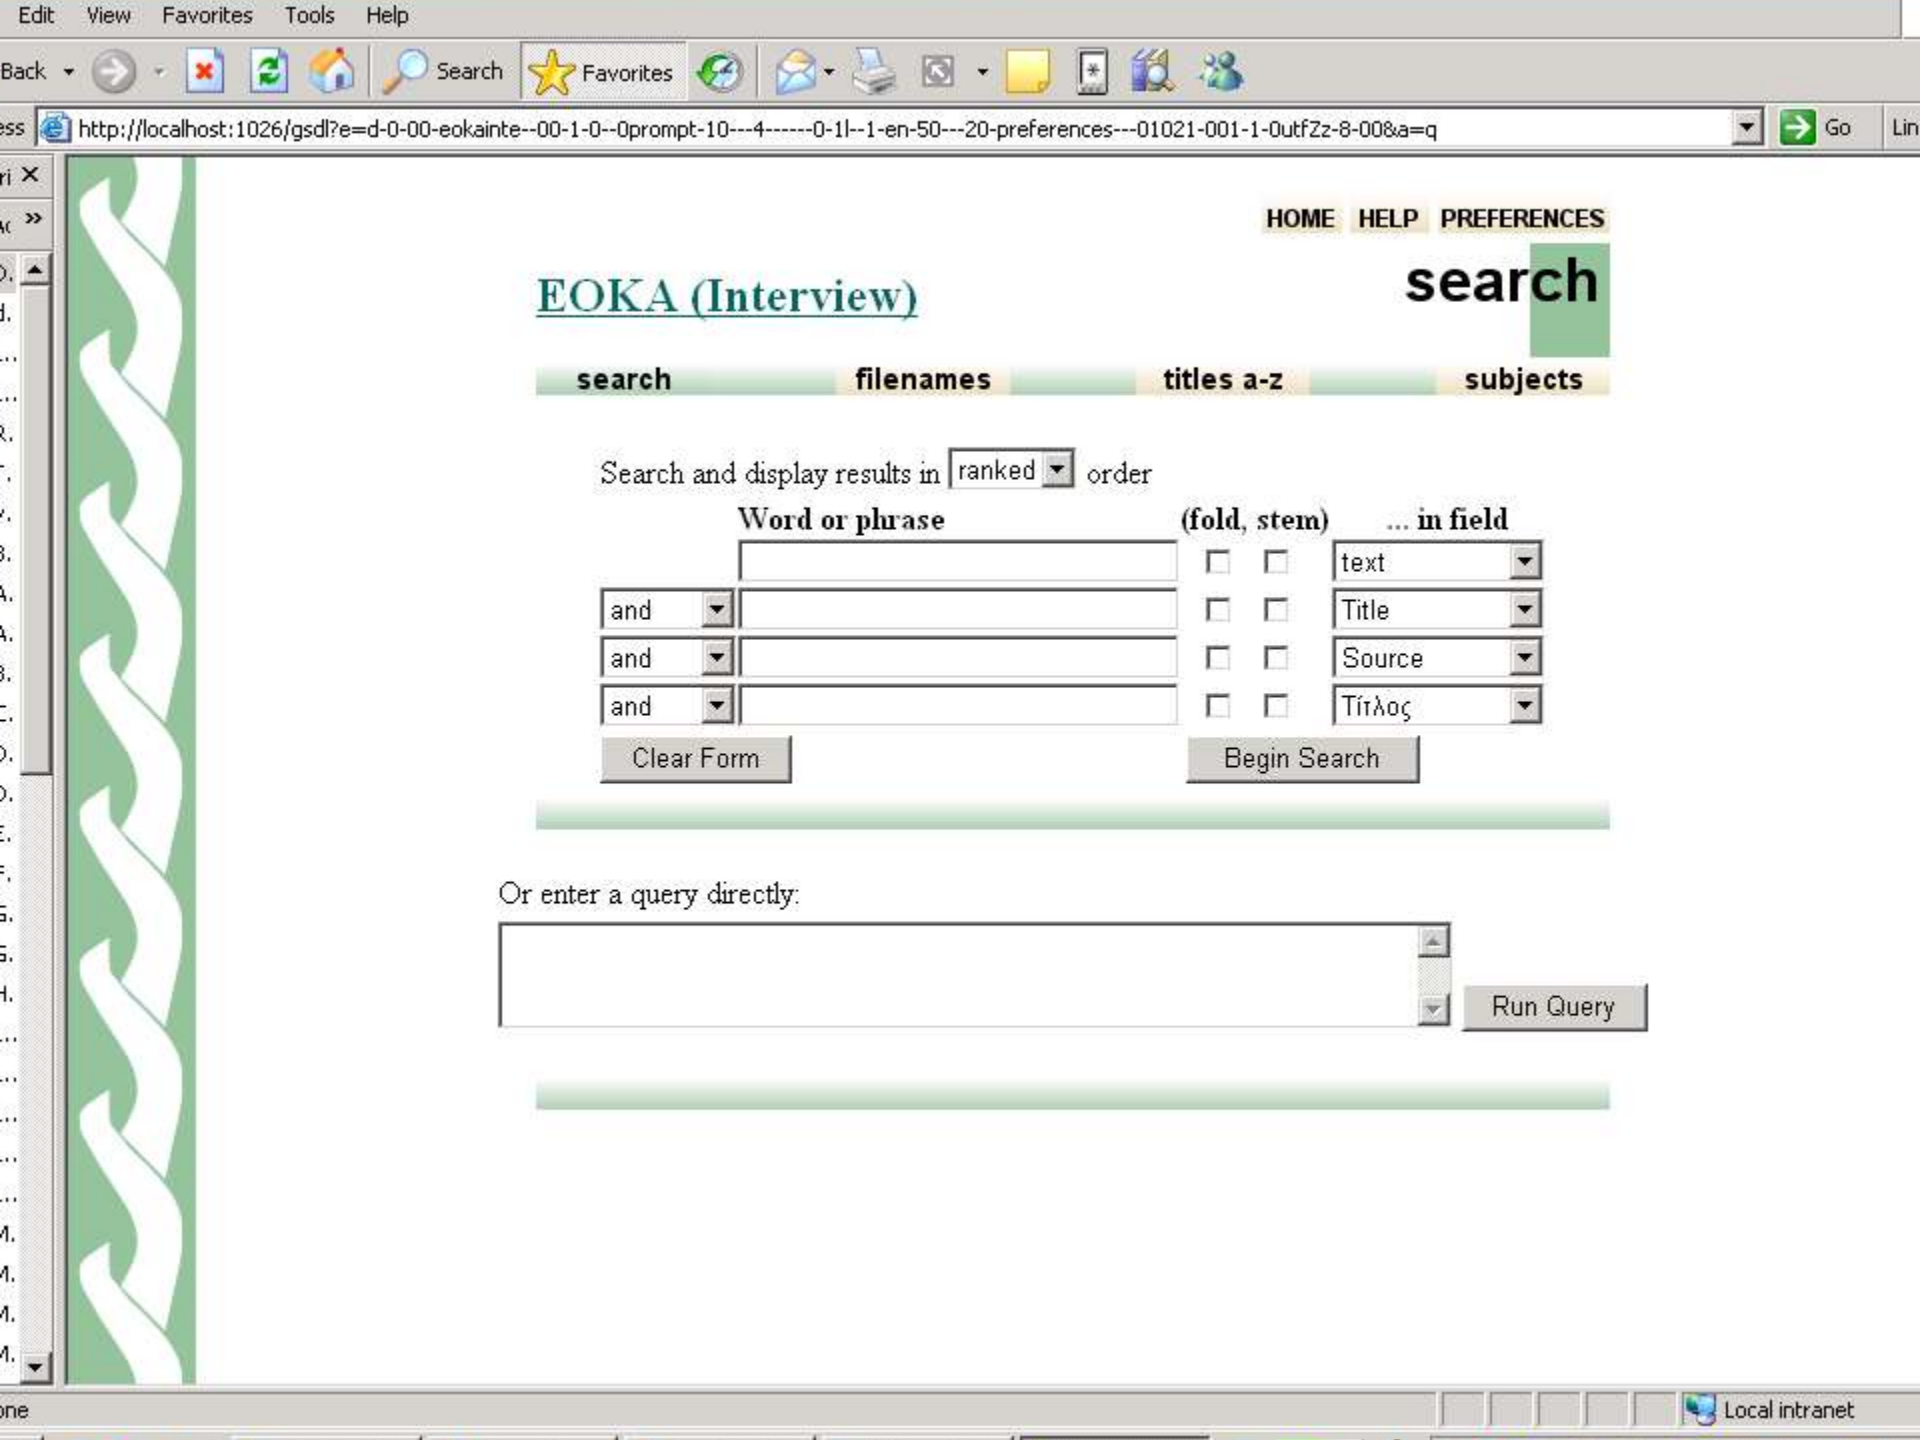 Edit View Favorites Tools Help
Back Search Favorites
http://localhost:1026/gsdl?e=d-0-00-eokainte--00-1-0--0prompt-10---4------0-1l--1-en-50---20-preferences---01021-001-1-0utfZz-8-00&a=q Go
HOME HELP PREFERENCES
search
EOKA (Interview)
search filenames titles a-z subjects
Search and display results in ranked order
Word or phrase (fold, stem) ... in field
text
and Title
and Source
and Τίτλος
Clear Form Begin Search
Or enter a query directly:
Run Query
Local intranet